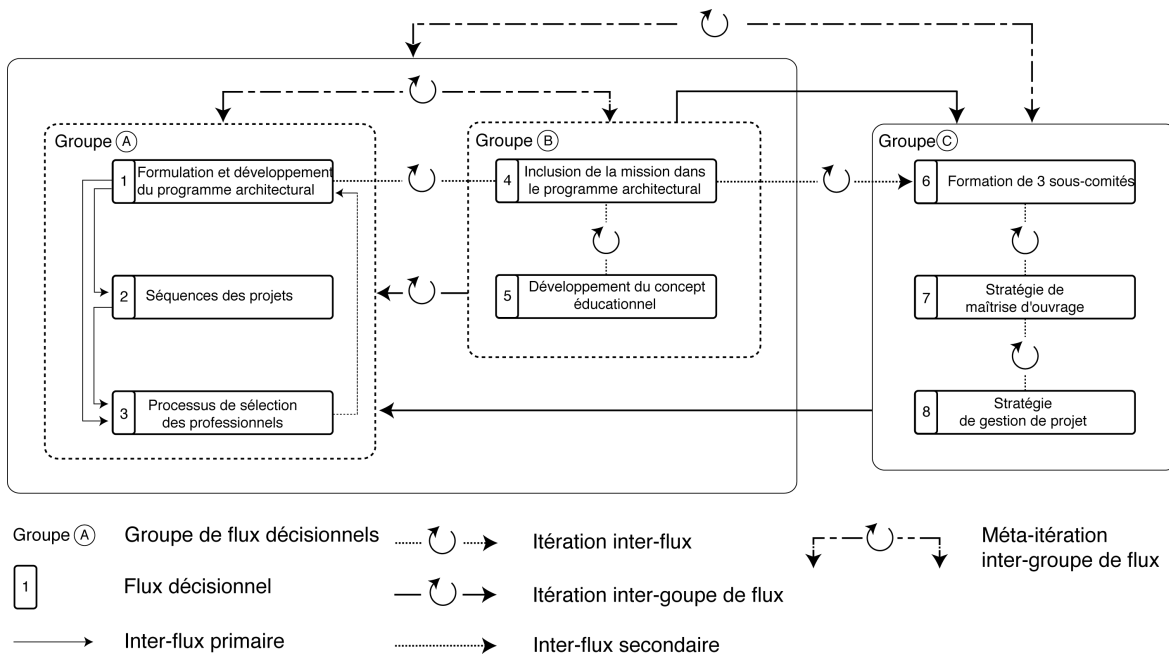 Groupe A
1 Formulation et développement
du programme architectural
2 Séquences des projets
3 Processus de sélection
des professionnels
Groupe B
4 Inclusion de la mission dans
le programme architectural
5 Développement du concept
éducationnel
Groupe C
6 Formation de 3 sous-comités
7 Stratégie de
maîtrise d'ouvrage
8 Stratégie
de gestion de projet
Groupe A Groupe de flux décisionnels
1 Flux décisionnel
Inter-flux primaire
Itération inter-flux
Itération inter-goupe de flux
Inter-flux secondaire
Méta-itération
inter-groupe de flux